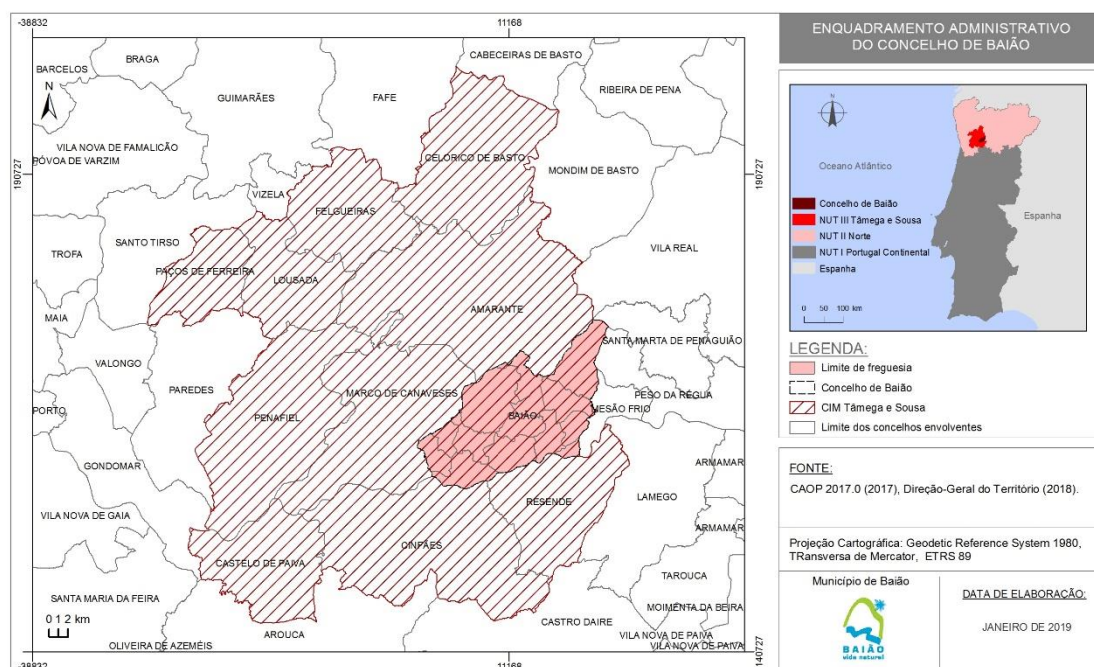 -38832
11168
BARCELOS
BRAGA
CABECEIRAS DE BASTO
N
GUIMARÃES
FAFE
RIBEIRA DE PENA
VILA NOVA DE FAMALICÃO
PÓVOA DE VARZIM
CELORICO DE BASTO
MONDIM DE BASTO
190727
190727
VIZELA
FELGUEIRAS
SANTO TIRSO
VILA REAL
TROFA
PAÇOS DE FERREIRA
LOUSADA
AMARANTE
MAIA
SANTA MARTA DE PENAGUIÃO
VALONGO
PAREDES
MARCO DE CANAVESES
PESO DA RÉGUA
PORTO
PENAFIEL
BAIÃO
MESÃO FRIO
GONDOMAR
ARMAMAR
RESENDE
LAMEGO
VILA NOVA DE GAIA
ARMAMAR
CINFÃES
CASTELO DE PAIVA
TAROUCA
SANTA MARIA DA FEIRA
MOIMENTA DA BEIRA
0 1 2 km
CASTRO DAIRE
AROUCA
VILA NOVA DE PAIVA
OLIVEIRA DE AZEMÉIS
VILA NOVA DE PAIVA
-38832
11168
140727
ENQUADRAMENTO ADMINISTRATIVO
DO CONCELHO DE BAIÃO
N
Oceano Atlântico
Espanha
Concelho de Baião
NUT III Tâmega e Sousa
NUT II Norte
NUT I Portugal Continental
Espanha
0 50 100 km
LEGENDA:
Limite de freguesia
Concelho de Baião
CIM Tâmega e Sousa
Limite dos concelhos envolventes
FONTE:
CAOP 2017.0 (2017), Direção-Geral do Território (2018).
Projeção Cartográfica: Geodetic Reference System 1980,
TRansversa de Mercator, ETRS 89
Município de Baião
BAIÃO
vida natural
DATA DE ELABORAÇÃO:
JANEIRO DE 2019